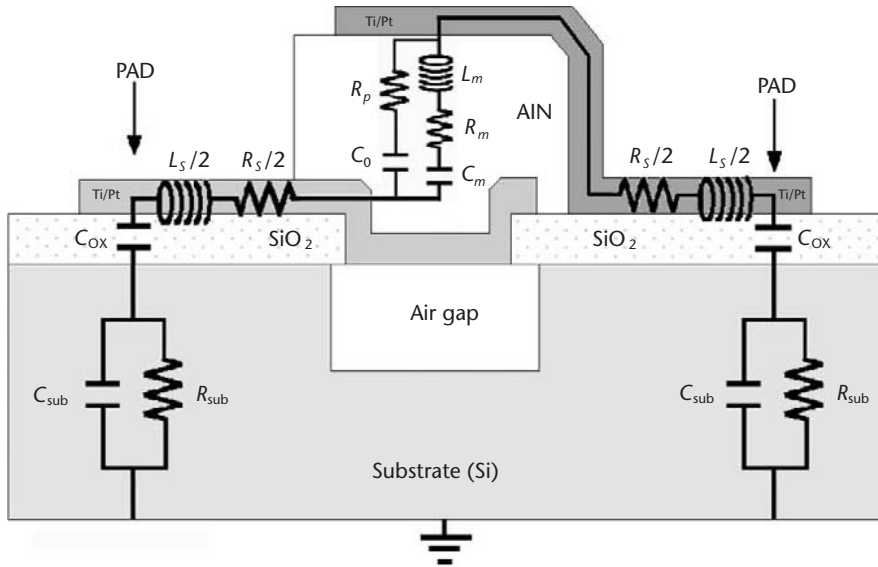 Ti/Pt
PAD
R_p
L_m
AlN
PAD
R_m
L_S/2
R_S/2
C_0
C_m
R_S/2
L_S/2
Ti/Pt
Ti/Pt
C_OX
SiO_2
SiO_2
C_OX
Air gap
C_sub
R_sub
C_sub
R_sub
Substrate (Si)